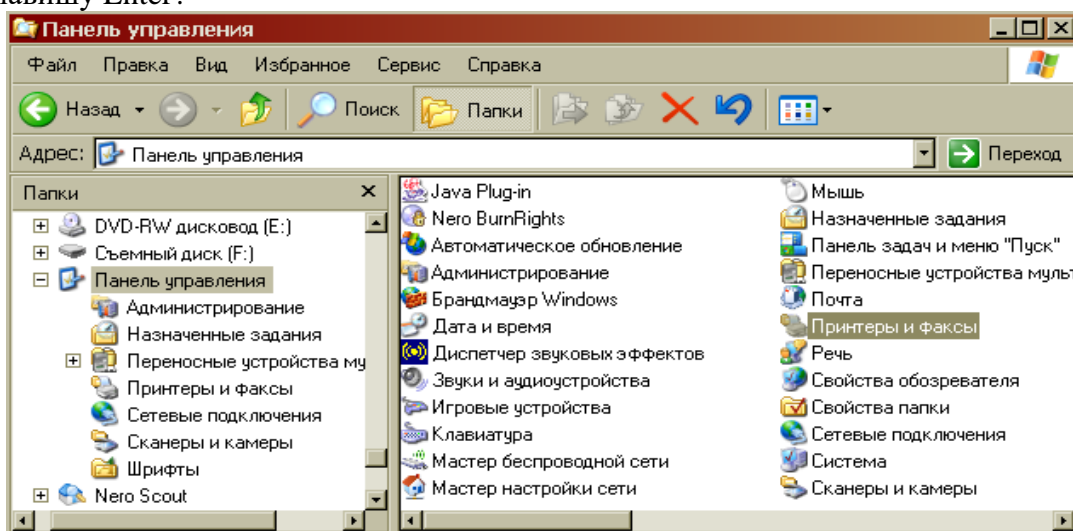 Enter?
Панель управления
Файл Правка Вид Избранное Сервис Справка
Назад Поиск Папки
Адрес: Панель управления Переход
Папки
DVD-RW дисковод (E:)
Съемный диск (F:)
Панель управления
Администрирование
Назначенные задания
Переносные устройства му
Принтеры и факсы
Сетевые подключения
Сканеры и камеры
Шрифты
Nero Scout
Java Plug-in
Nero BurnRights
Автоматическое обновление
Администрирование
Брандмауэр Windows
Дата и время
Диспетчер звуковых эффектов
Звуки и аудиоустройства
Игровые устройства
Клавиатура
Мастер беспроводной сети
Мастер настройки сети
Мышь
Назначенные задания
Панель задач и меню "Пуск"
Переносные устройства муль
Почта
Принтеры и факсы
Речь
Свойства обозревателя
Свойства папки
Сетевые подключения
Система
Сканеры и камеры